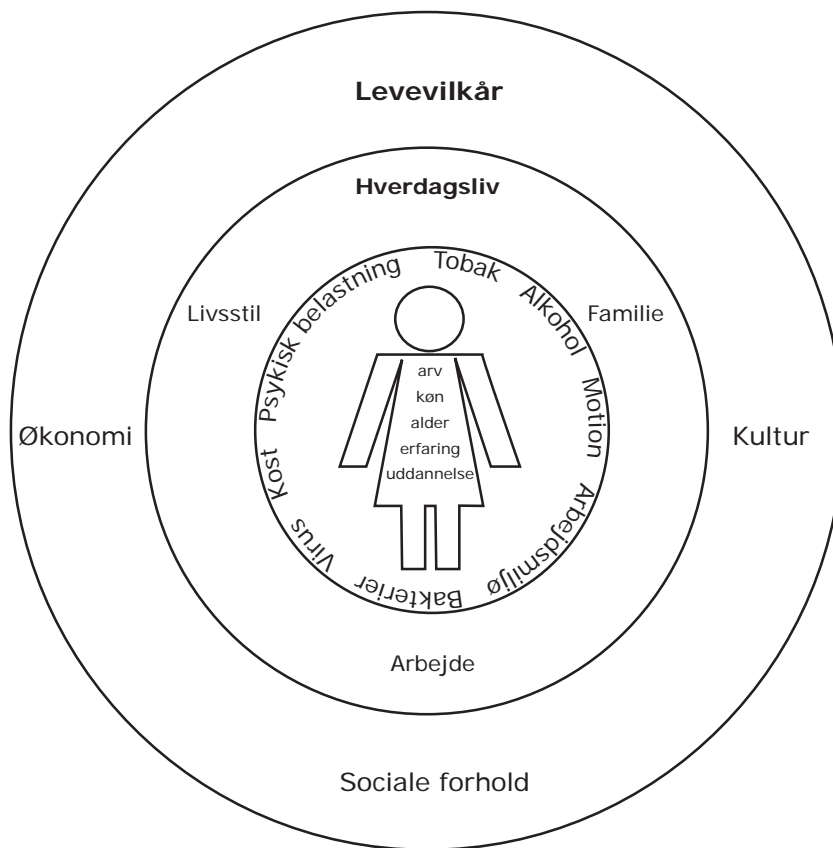 Levevilkår
Hverdagsliv
Psykisk belastning
Tobak
Alkohol
Livsstil
Familie
Motion
arv
køn
alder
erfaring
uddannelse
Økonomi
Kultur
Kost
Arbejdsmiljø
Virus
Bakterier
Arbejde
Sociale forhold